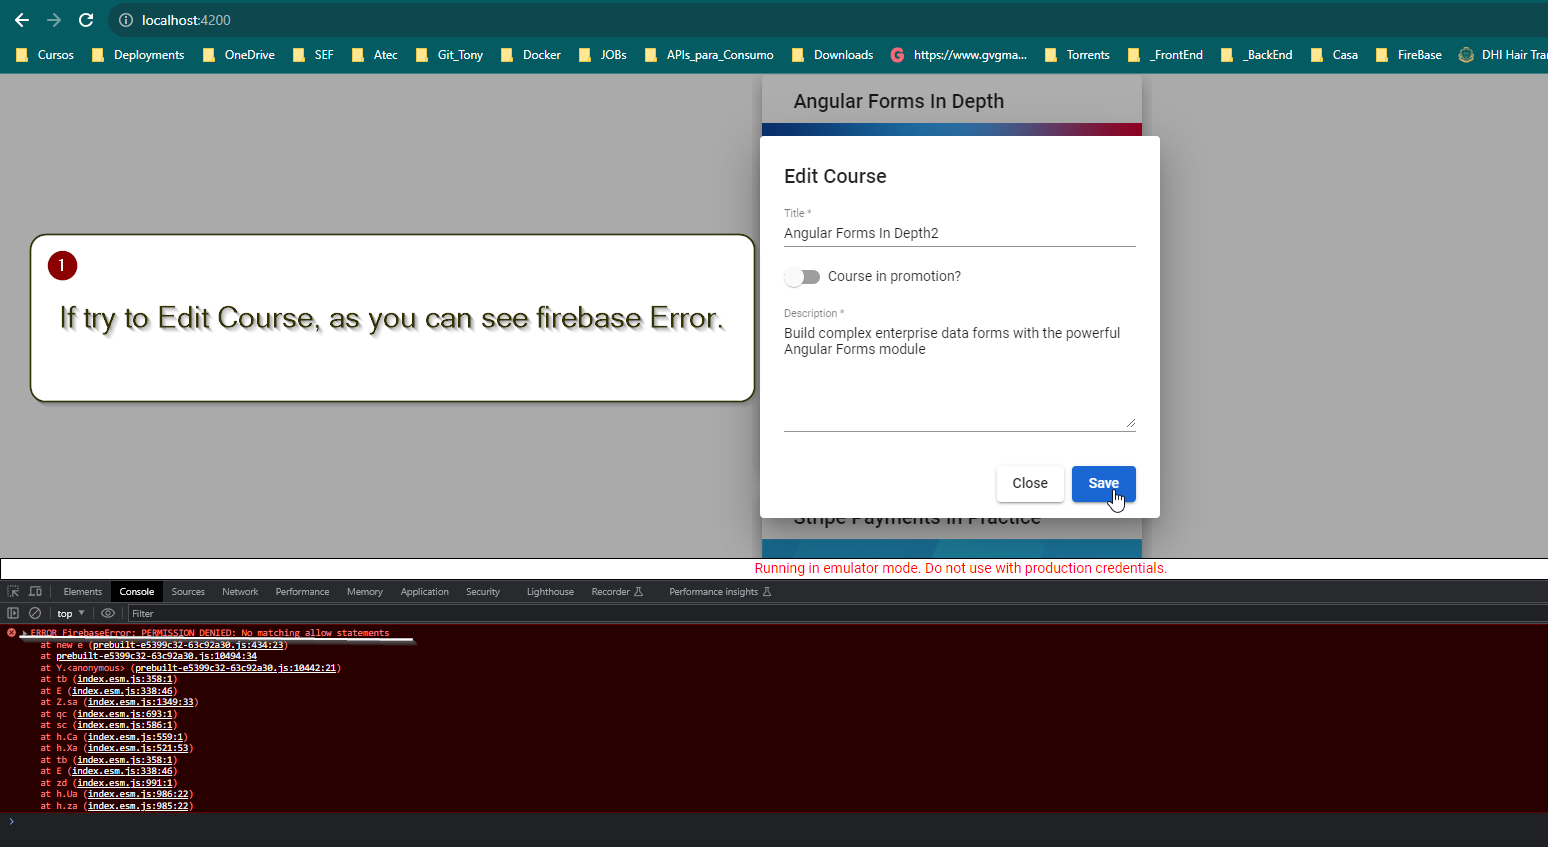 localhost:4200
Cursos Deployments OneDrive SEF Atec Git_Tony Docker JOBs APIs_para_Consumo Downloads https://www.gvgma... Torrents _FrontEnd _BackEnd Casa FireBase DHI Hair Tra
Angular Forms In Depth
Edit Course
Title *
Angular Forms In Depth2
Course in promotion?
Description *
Build complex enterprise data forms with the powerful
Angular Forms module
Close Save
1
If try to Edit Course, as you can see firebase Error.
Stripe Payments In Practice
Running in emulator mode. Do not use with production credentials.
Elements Console Sources Network Performance Memory Application Security Lighthouse Recorder Performance insights
top Filter
ERROR FirebaseError: PERMISSION_DENIED: No matching allow statements
at new e (prebuilt-e5399c32-63c92a30.js:434:23)
at prebuilt-e5399c32-63c92a30.js:10494:34
at Y.<anonymous> (prebuilt-e5399c32-63c92a30.js:10442:21)
at tb (index.esm.js:358:1)
at E (index.esm.js:338:46)
at Z.sa (index.esm.js:1349:33)
at qc (index.esm.js:693:1)
at sc (index.esm.js:586:1)
at h.Ca (index.esm.js:559:1)
at h.Xa (index.esm.js:521:53)
at tb (index.esm.js:358:1)
at E (index.esm.js:338:46)
at zd (index.esm.js:991:1)
at h.Ua (index.esm.js:986:22)
at h.za (index.esm.js:985:22)